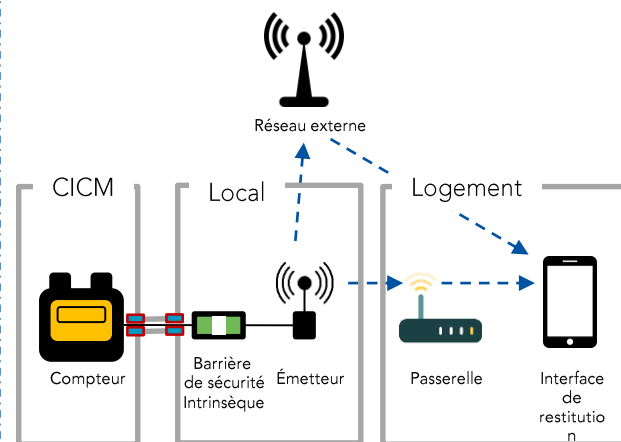 Réseau externe
CICM
Local
Logement
Compteur
Barrière
de sécurité
Intrinsèque
Émetteur
Passerelle
Interface
de
restitutio
n